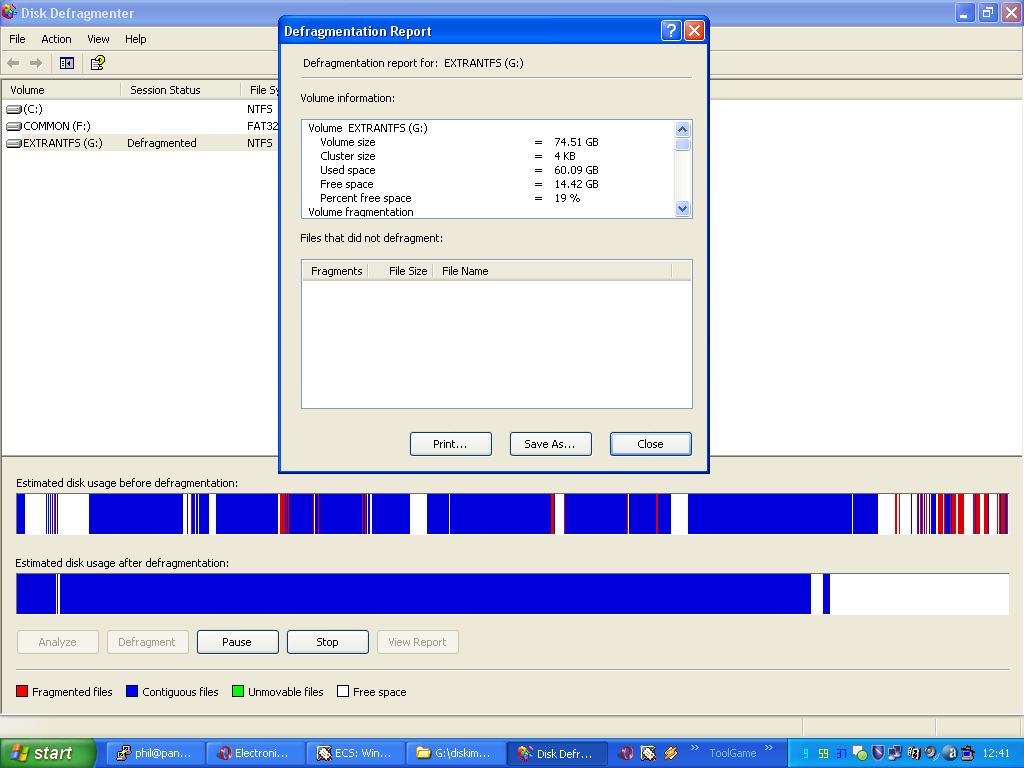 Disk Defragmenter
File Action View Help
Volume Session Status File Sy
(C:) NTFS
COMMON (F:) FAT32
EXTRANTFS (G:) Defragmented NTFS
Defragmentation Report
Defragmentation report for: EXTRANTFS (G:)
Volume information:
Volume EXTRANTFS (G:)
Volume size = 74.51 GB
Cluster size = 4 KB
Used space = 60.09 GB
Free space = 14.42 GB
Percent free space = 19 %
Volume fragmentation
Files that did not defragment:
Fragments File Size File Name
Print... Save As... Close
Estimated disk usage before defragmentation:
Estimated disk usage after defragmentation:
Analyze Defragment Pause Stop View Report
Fragmented files Contiguous files Unmovable files Free space
start phil@pan... Electroni... ECS: Win... G:\diskim... Disk Defr... ToolGame 9 59 37 12:41